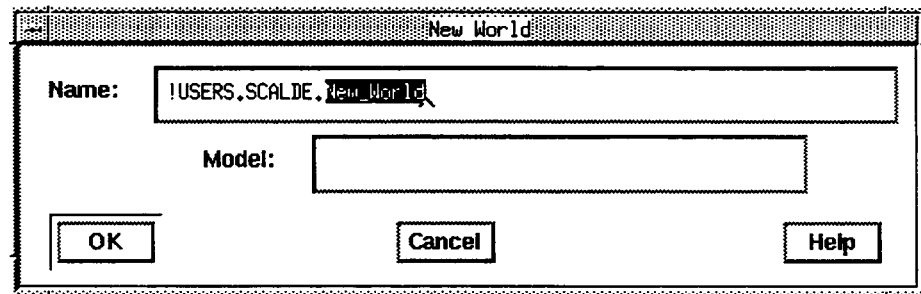 New World
Name: !USERS.SCALDE.New_World
Model:
OK Cancel Help